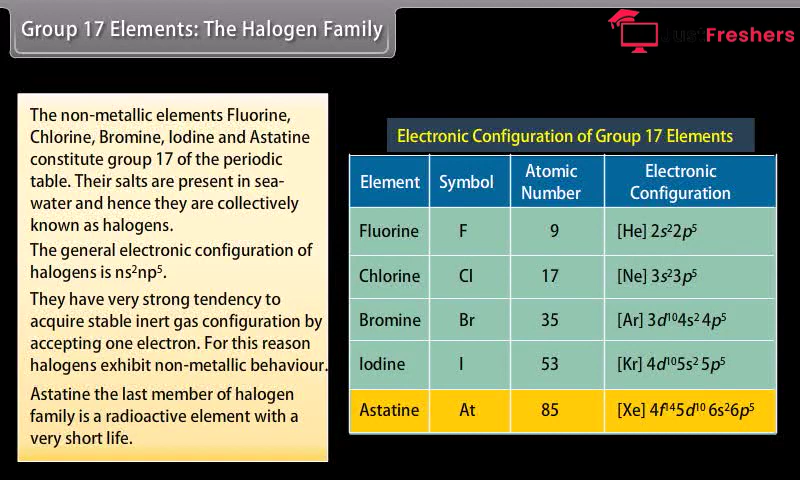 Group 17 Elements: The Halogen Family
Just Freshers
The non-metallic elements Fluorine,
Chlorine, Bromine, Iodine and Astatine
constitute group 17 of the periodic
table. Their salts are present in sea-
water and hence they are collectively
known as halogens.
The general electronic configuration of
halogens is ns²np⁵.
They have very strong tendency to
acquire stable inert gas configuration by
accepting one electron. For this reason
halogens exhibit non-metallic behaviour.
Astatine the last member of halogen
family is a radioactive element with a
very short life.
Electronic Configuration of Group 17 Elements
Element Symbol Atomic Number Electronic Configuration
Fluorine F 9 [He] 2s²2p⁵
Chlorine Cl 17 [Ne] 3s²3p⁵
Bromine Br 35 [Ar] 3d¹⁰4s² 4p⁵
Iodine I 53 [Kr] 4d¹⁰5s² 5p⁵
Astatine At 85 [Xe] 4f¹⁴5d¹⁰ 6s²6p⁵